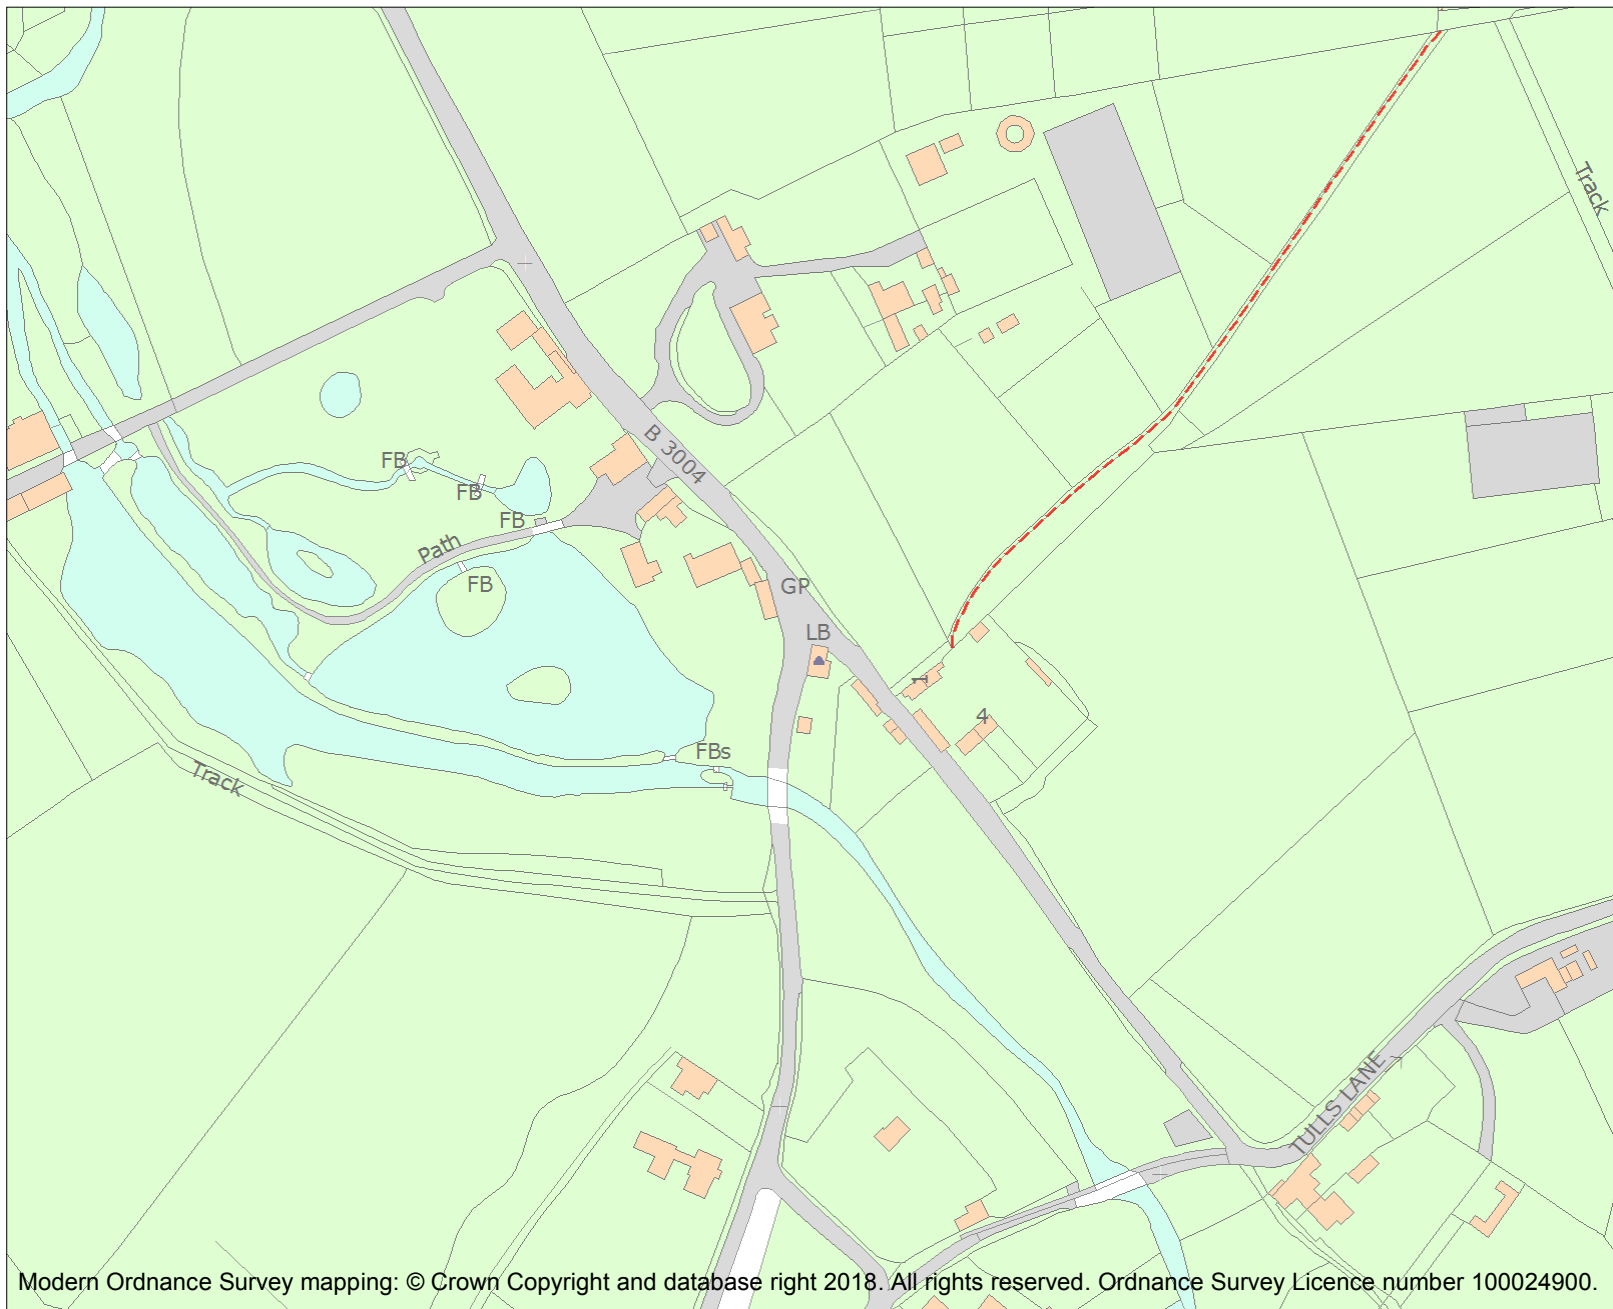 Track
B 3004
FB
FB
FB
Path
FB
GP
LB
1
4
FBs
Track
TULLS LANE
Modern Ordnance Survey mapping: © Crown Copyright and database right 2018. All rights reserved. Ordnance Survey Licence number 100024900.